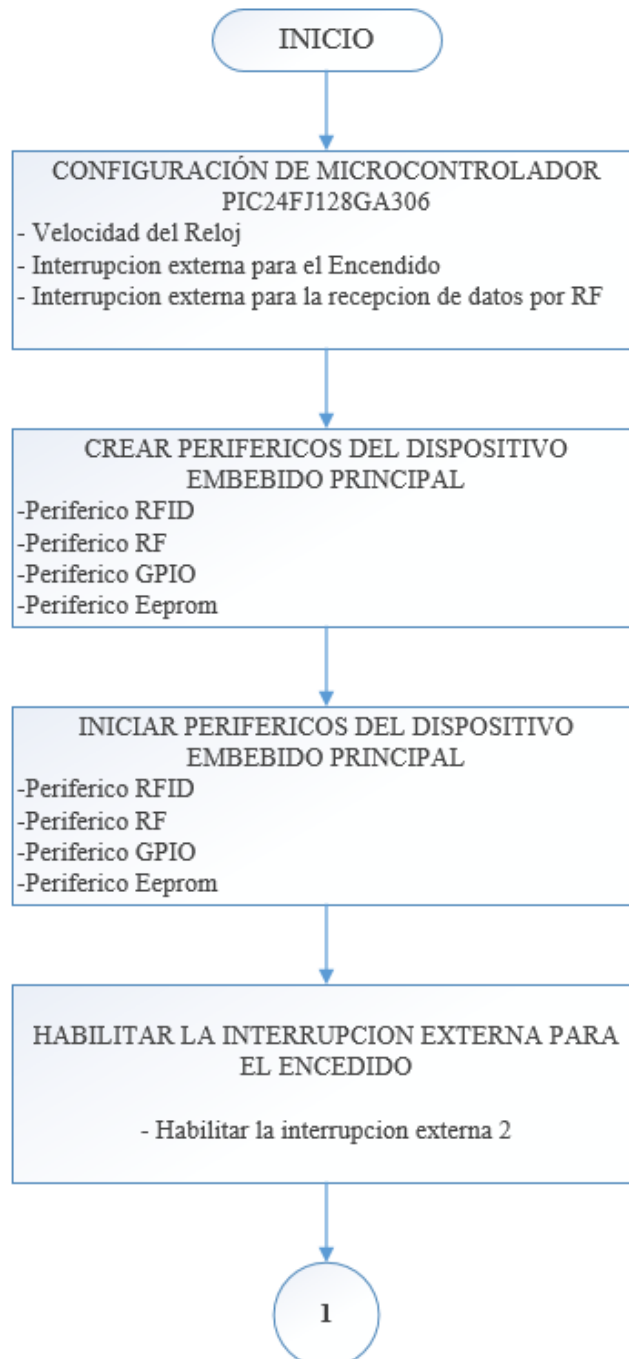 INICIO
CONFIGURACIÓN DE MICROCONTROLADOR
PIC24FJ128GA306
- Velocidad del Reloj
- Interrupcion externa para el Encendido
- Interrupcion externa para la recepcion de datos por RF
CREAR PERIFERICOS DEL DISPOSITIVO
EMBEBIDO PRINCIPAL
-Periferico RFID
-Periferico RF
-Periferico GPIO
-Periferico Eeprom
INICIAR PERIFERICOS DEL DISPOSITIVO
EMBEBIDO PRINCIPAL
-Periferico RFID
-Periferico RF
-Periferico GPIO
-Periferico Eeprom
HABILITAR LA INTERRUPCION EXTERNA PARA
EL ENCEDIDO
- Habilitar la interrupcion externa 2
1